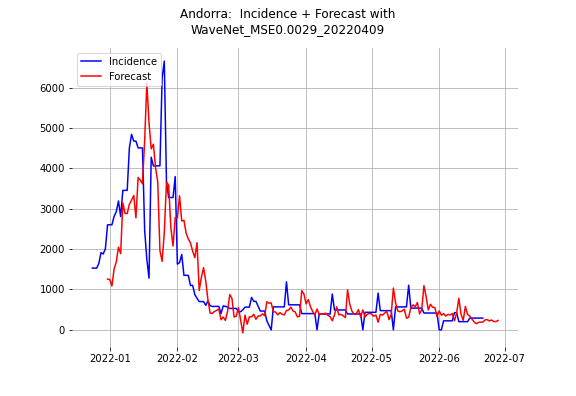 Andorra:  Incidence + Forecast with
WaveNet_MSE0.0029_20220409
Incidence
Forecast
6000
5000
4000
3000
2000
1000
0
2022-01 2022-02 2022-03 2022-04 2022-05 2022-06 2022-07